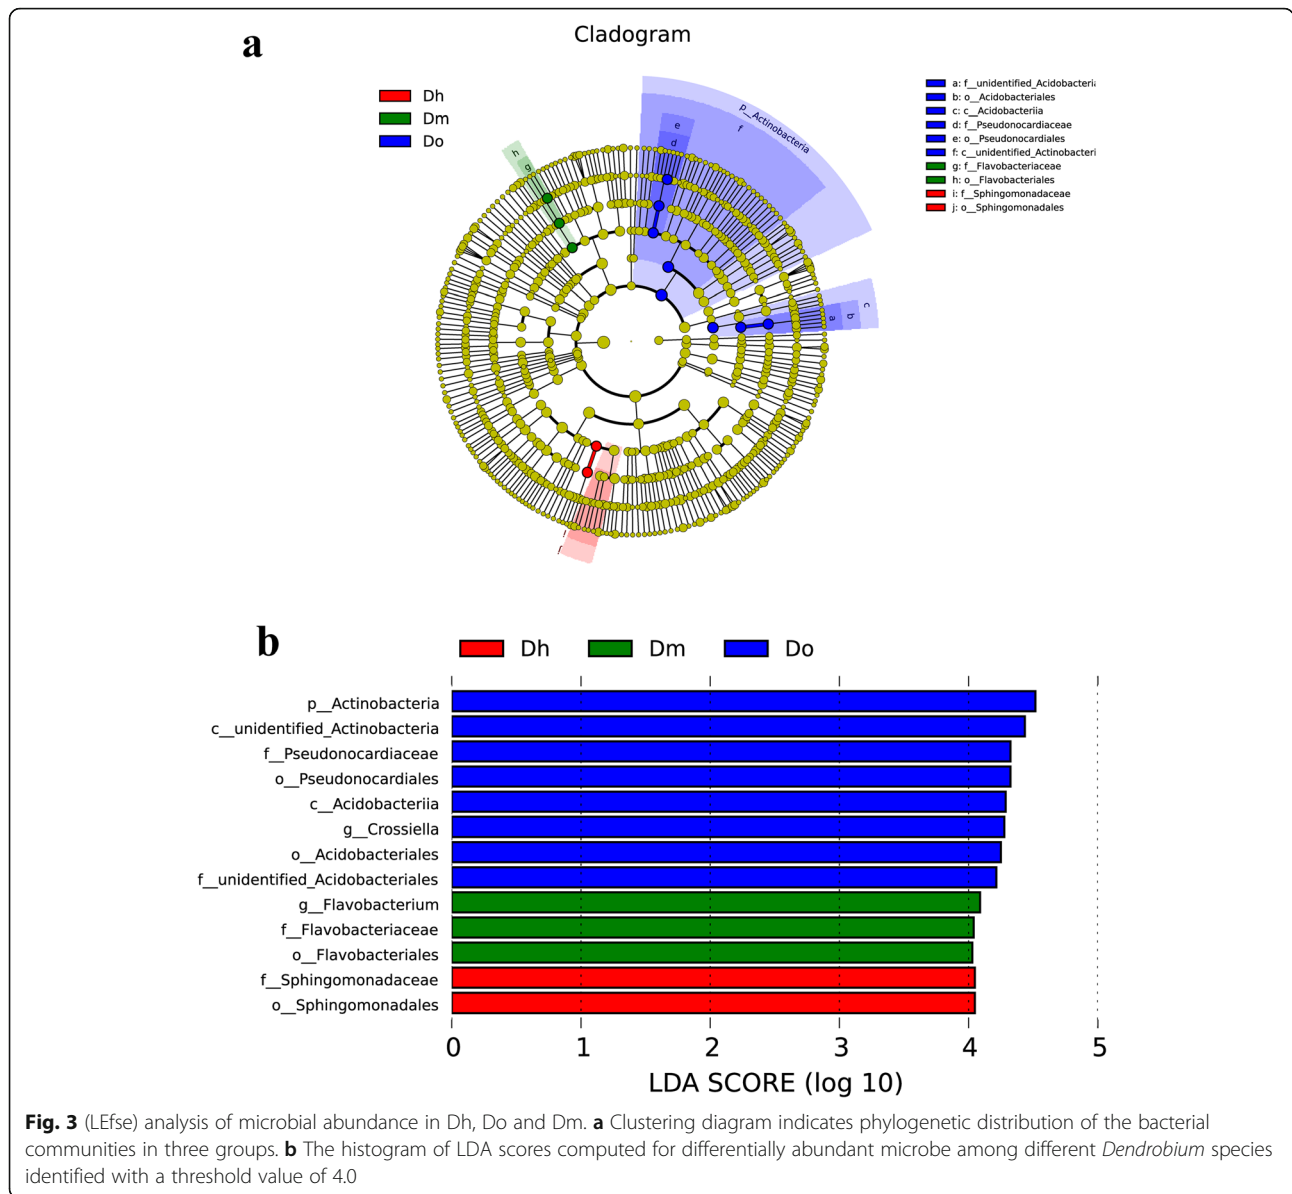 a
Cladogram
Dh
Dm
Do
a: f__unidentified_Acidobacteria
b: o__Acidobacteriales
c: c__Acidobacteriia
d: f__Pseudonocardiaceae
e: o__Pseudonocardiales
f: c__unidentified_Actinobacteri
g: f__Flavobacteriaceae
h: o__Flavobacteriales
i: f__Sphingomonadaceae
j: o__Sphingomonadales
p__Actinobacteria
f
e
d
h
g
c
b
a
i
j
b
Dh
Dm
Do
p__Actinobacteria
c__unidentified_Actinobacteria
f__Pseudonocardiaceae
o__Pseudonocardiales
c__Acidobacteriia
g__Crossiella
o__Acidobacteriales
f__unidentified_Acidobacteriales
g__Flavobacterium
f__Flavobacteriaceae
o__Flavobacteriales
f__Sphingomonadaceae
o__Sphingomonadales
0 1 2 3 4 5
LDA SCORE (log 10)
Fig. 3 (LEfse) analysis of microbial abundance in Dh, Do and Dm. a Clustering diagram indicates phylogenetic distribution of the bacterial
communities in three groups. b The histogram of LDA scores computed for differentially abundant microbe among different Dendrobium species
identified with a threshold value of 4.0